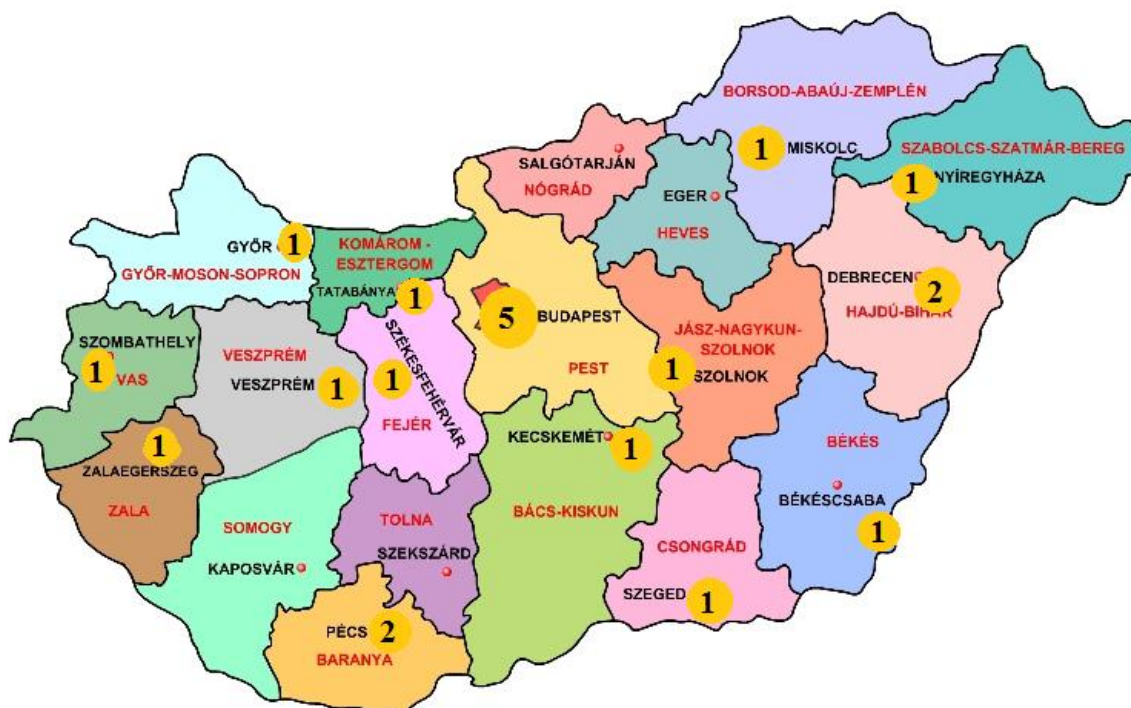 BORSOD-ABAÚJ-ZEMPLÉN
1 MISKOLC
SZABOLCS-SZATMÁR-BEREG
1 NYÍREGYHÁZA
SALGÓTARJÁN
NÓGRÁD
EGER
HEVES
GYŐR 1
GYŐR-MOSON-SOPRON
KOMÁROM -
ESZTERGOM
TATABÁNYA 1
5 BUDAPEST
PEST
JÁSZ-NAGYKUN-
SZOLNOK
1 SZOLNOK
DEBRECEN 2
HAJDÚ-BIHAR
SZOMBATHELY
1 VAS
VESZPRÉM
VESZPRÉM 1
1 SZÉKESFEHÉRVÁR
FEJÉR
1
ZALAEGERSZEG
ZALA
KECSKEMÉT 1
BÁCS-KISKUN
BÉKÉS
BÉKÉSCSABA
1
SOMOGY
KAPOSVÁR
TOLNA
SZEKSZÁRD
CSONGRÁD
SZEGED 1
PÉCS 2
BARANYA